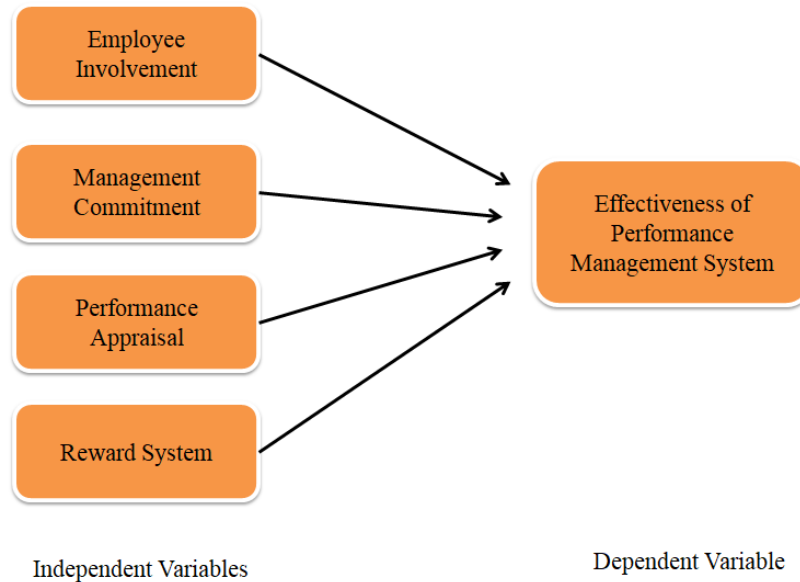 Employee
Involvement
Management
Commitment
Performance
Appraisal
Reward System
Effectiveness of
Performance
Management System
Independent Variables
Dependent Variable